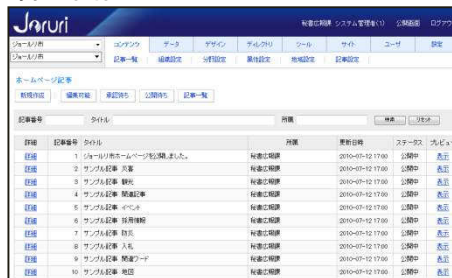 Joruri
秘書広報課 システム管理者(1) 公開画面 ログアウ
ジョールリ市 コンテンツ データ デザイン ディレクトリ ツール サイト ユーザ 設定
ジョールリ市 記事一覧 組織設定 分野設定 属性設定 地域設定 記事設定
ホームページ記事
新規作成 編集可能 承認待ち 公開待ち 記事一覧
記事番号 タイトル 所属 検索 リセット
詳細 記事番号 タイトル 所属 更新日時 ステータス プレビュ
詳細 1 ジョールリ市ホームページを公開しました。 秘書広報課 2010-07-12 17:00 公開中 表示
詳細 2 サンプル記事 災害 秘書広報課 2010-07-12 17:00 公開中 表示
詳細 3 サンプル記事 観光 秘書広報課 2010-07-12 17:00 公開中 表示
詳細 4 サンプル記事 関連記事 秘書広報課 2010-07-12 17:00 公開中 表示
詳細 5 サンプル記事 イベント 秘書広報課 2010-07-12 17:00 公開中 表示
詳細 6 サンプル記事 採用情報 秘書広報課 2010-07-12 17:00 公開中 表示
詳細 7 サンプル記事 防災 秘書広報課 2010-07-12 17:00 公開中 表示
詳細 8 サンプル記事 入札 秘書広報課 2010-07-12 17:00 公開中 表示
詳細 9 サンプル記事 関連ワード 秘書広報課 2010-07-12 17:00 公開中 表示
詳細 10 サンプル記事 地図 秘書広報課 2010-07-12 17:00 公開中 表示